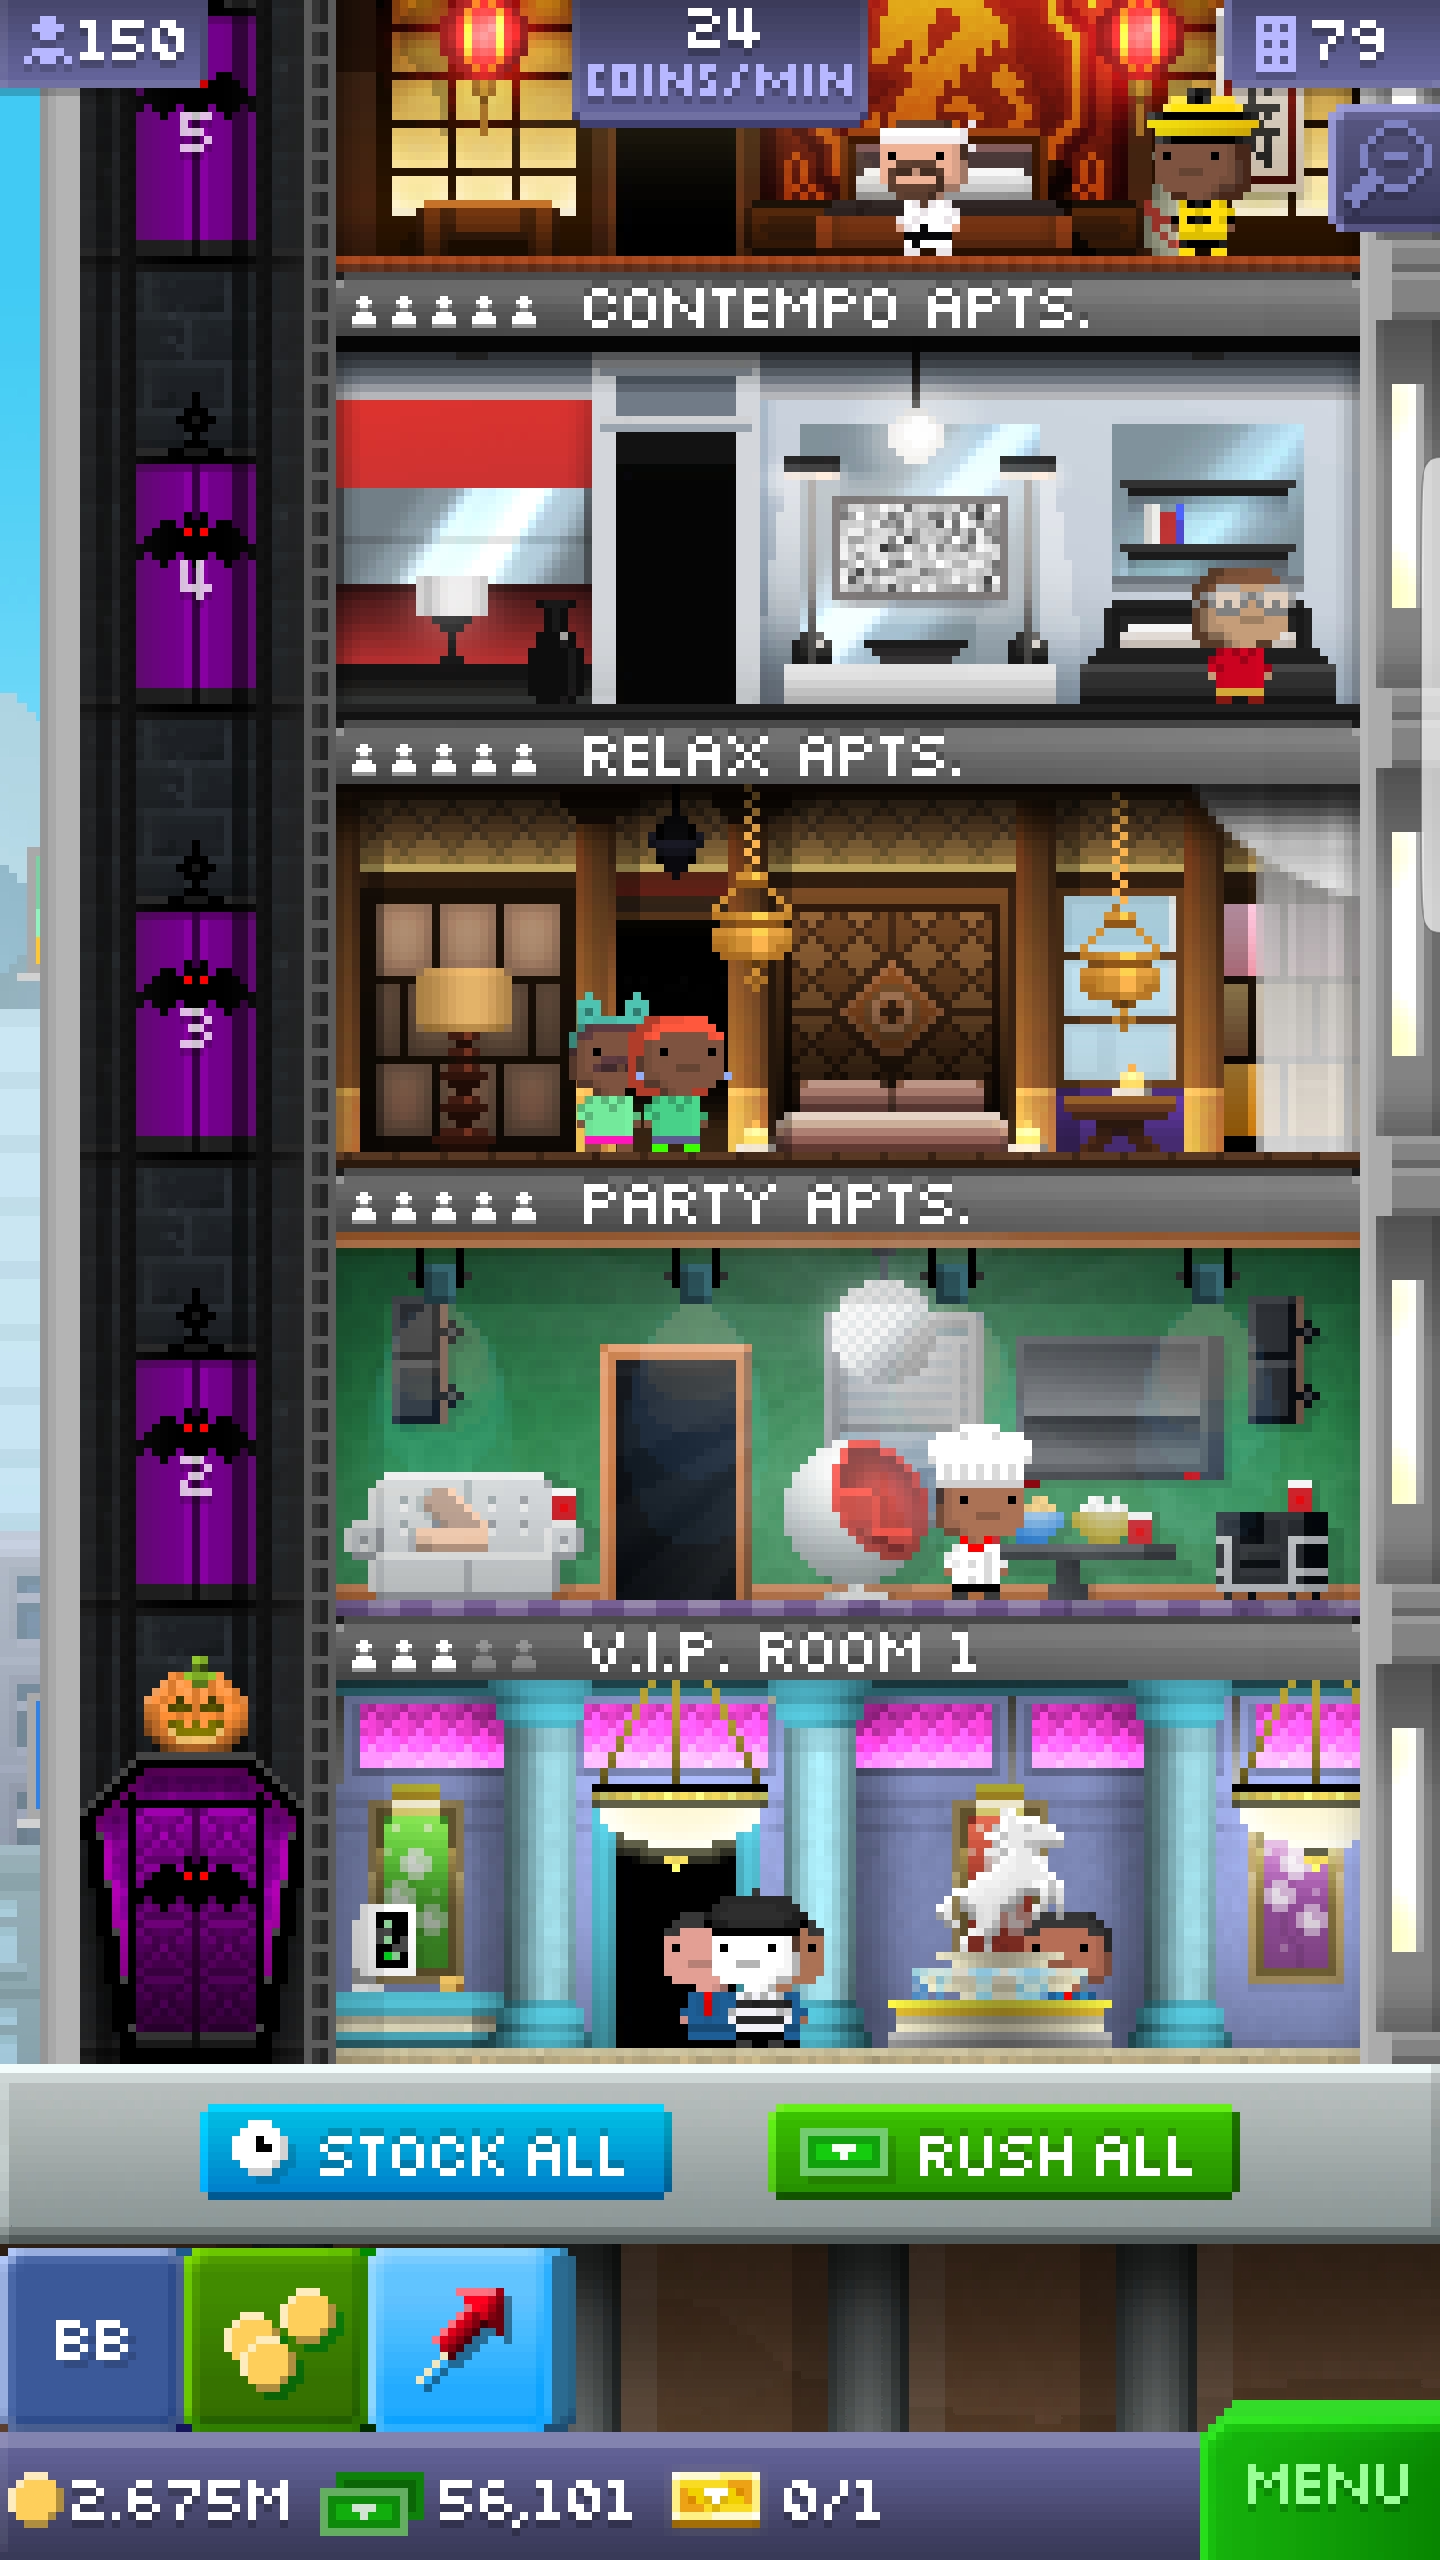 150
24
COINS/MIN
79
5
CONTEMPO APTS.
4
RELAX APTS.
3
PARTY APTS.
2
V.I.P. ROOM 1
STOCK ALL
RUSH ALL
BB
2.675M
56,101
0/1
MENU